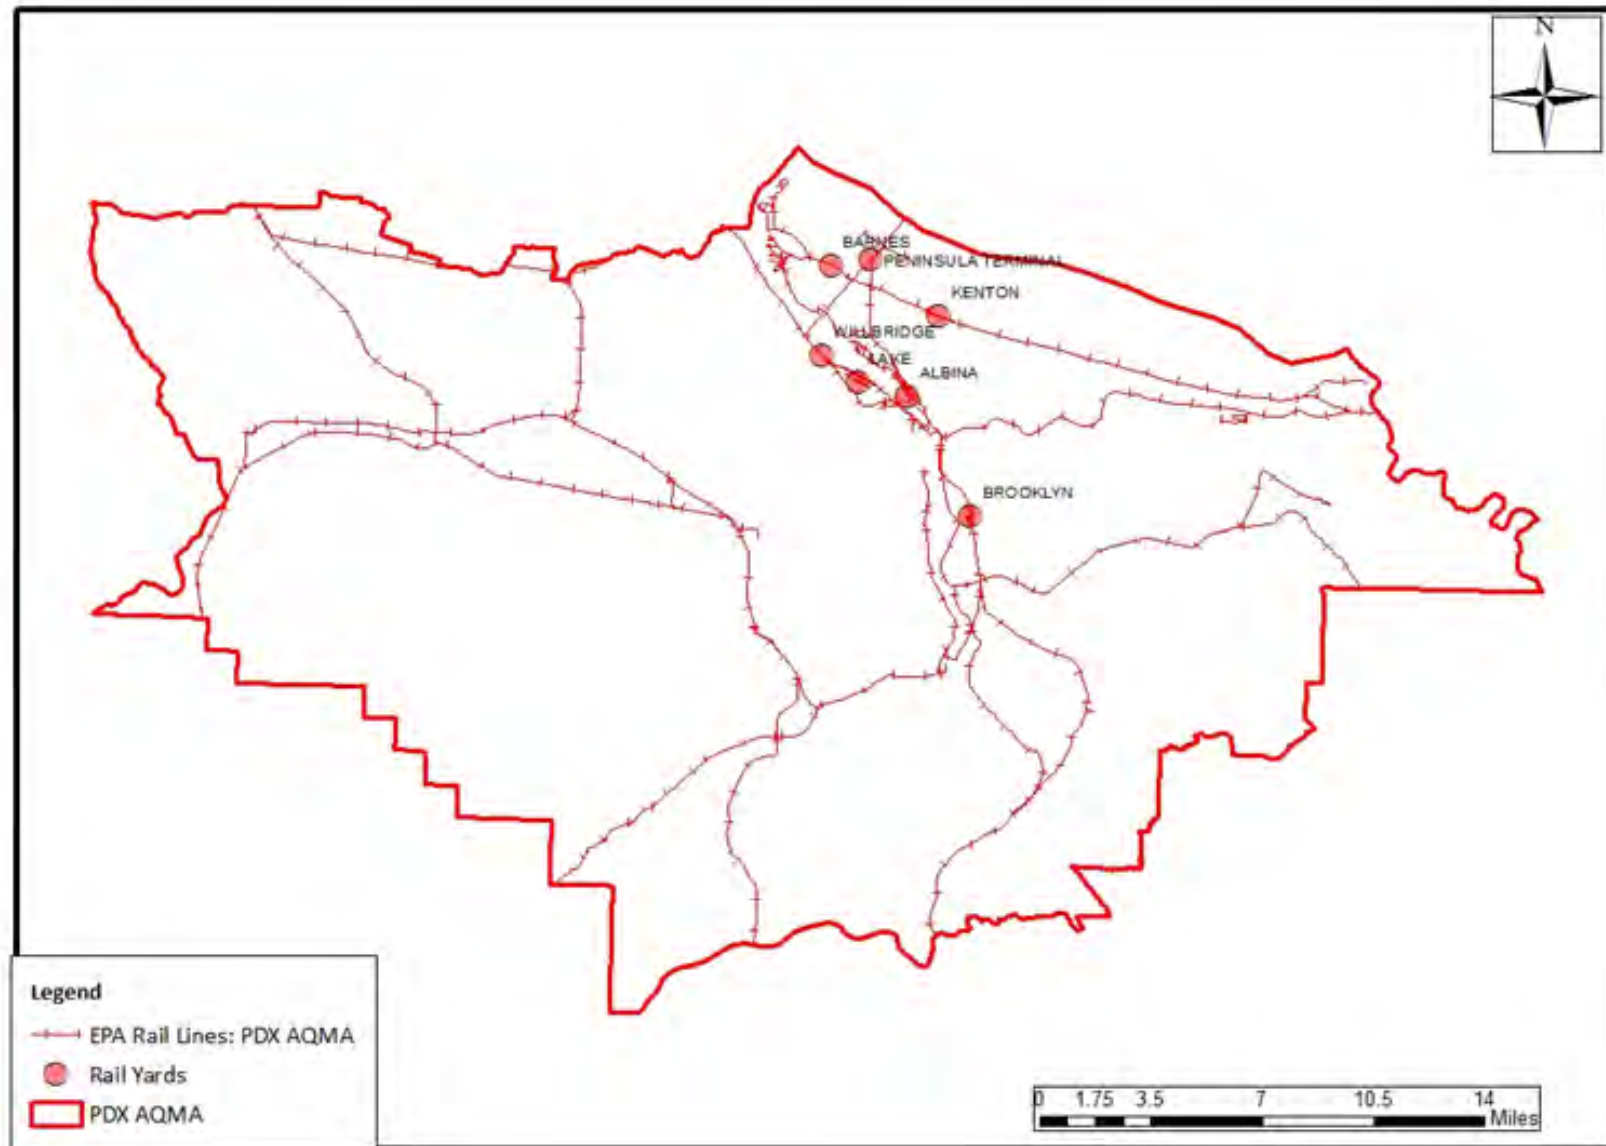 N
BARNES
PENINSULA TERMINAL
KENTON
WILLBRIDGE
LAKE
ALBINA
BROOKLYN
Legend
EPA Rail Lines: PDX AQMA
Rail Yards
PDX AQMA
0 1.75 3.5 7 10.5 14
Miles